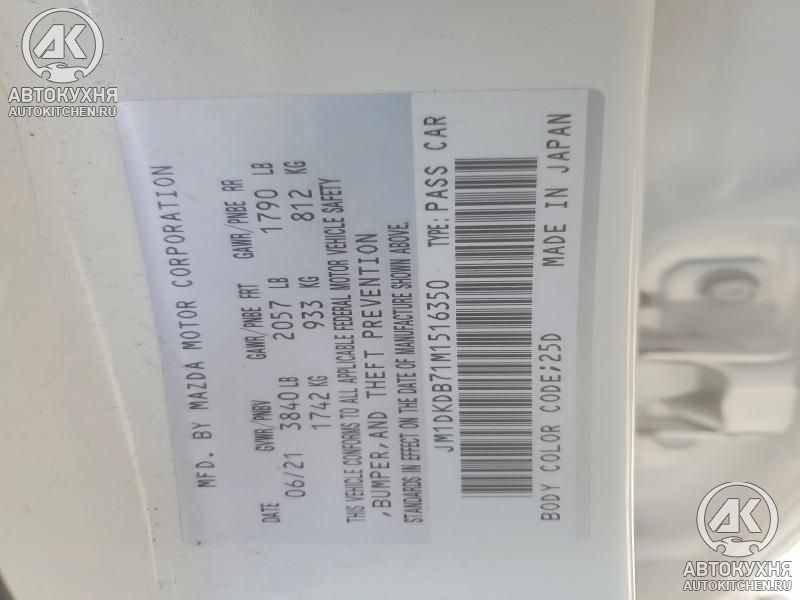 AK
АВТОКУХНЯ
AUTOKITCHEN.RU
MFD. BY MAZDA MOTOR CORPORATION
DATE GVWR/PNBV GAWR/PNBE FRT GAWR/PNBE RR
06/21 3840 LB 2057 LB 1790 LB
1742 KG 933 KG 812 KG
THIS VEHICLE CONFORMS TO ALL APPLICABLE FEDERAL MOTOR VEHICLE SAFETY
,BUMPER,AND THEFT PREVENTION
STANDARDS IN EFFECT ON THE DATE OF MANUFACTURE SHOWN ABOVE.
JM1DKDB71M1516350 TYPE: PASS CAR
BODY COLOR CODE;25D MADE IN JAPAN
AK
АВТОКУХНЯ
AUTOKITCHEN.RU